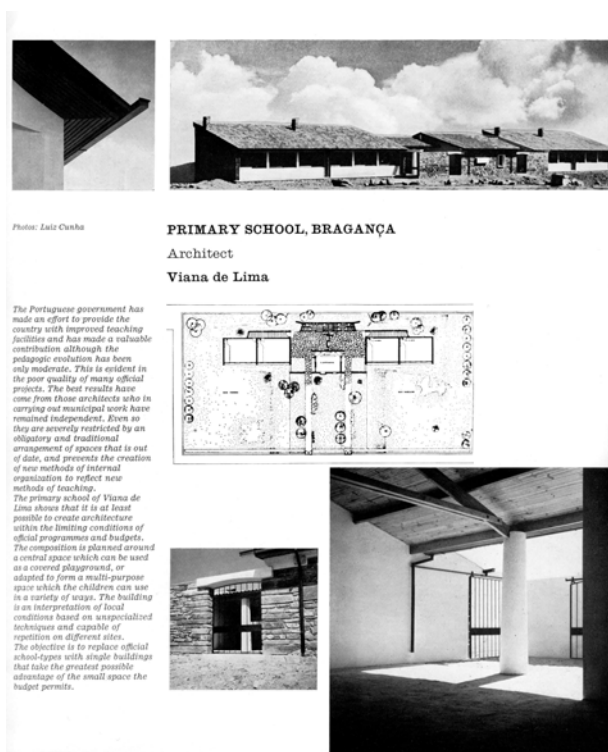 Photos: Luiz Cunha
PRIMARY SCHOOL, BRAGANÇA
Architect
Viana de Lima
The Portuguese government has
made an effort to provide the
country with improved teaching
facilities and has made a valuable
contribution although the
pedagogic evolution has been
only moderate. This is evident in
the poor quality of many official
projects. The best results have
come from those architects who in
carrying out municipal work have
remained independent. Even so
they are severely restricted by an
obligatory and traditional
arrangement of spaces that is out
of date, and prevents the creation
of new methods of internal
organization to reflect new
methods of teaching.
The primary school of Viana de
Lima shows that it is at least
possible to create architecture
within the limiting conditions of
official programmes and budgets.
The composition is planned around
a central space which can be used
as a covered playground, or
adapted to form a multi-purpose
space which the children can use
in a variety of ways. The building
is an interpretation of local
conditions based on unspecialized
techniques and capable of
repetition on different sites.
The objective is to replace official
school-types with single buildings
that take the greatest possible
advantage of the small space the
budget permits.